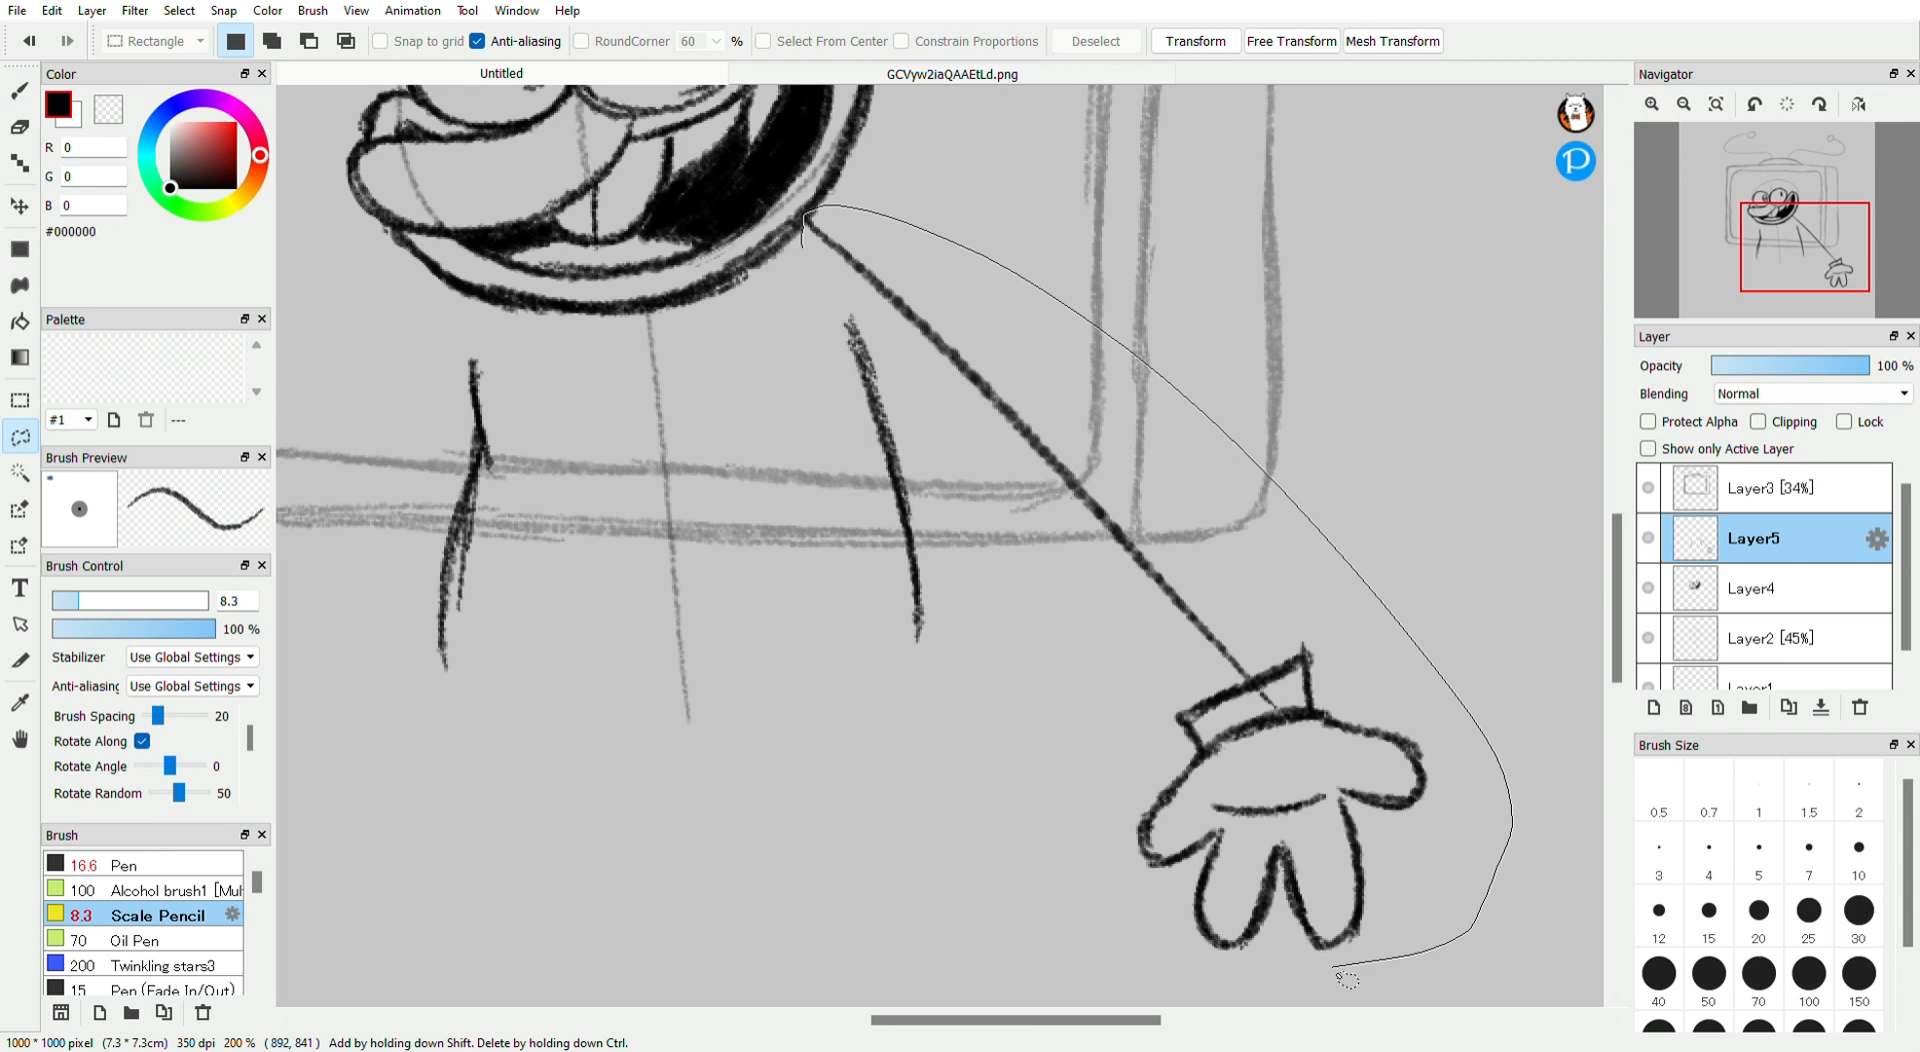 File Edit Layer Filter Select Snap Color Brush View Animation Tool Window Help
Rectangle Snap to grid Anti-aliasing RoundCorner 60 % Select From Center Constrain Proportions Deselect Transform Free Transform Mesh Transform
Color
Untitled
GCVyw2iaQAAEtLd.png
Navigator
R 0
G 0
B 0
#000000
Palette
#1
---
Brush Preview
Brush Control
8.3
100 %
Stabilizer Use Global Settings
Anti-aliasing Use Global Settings
Brush Spacing 20
Rotate Along
Rotate Angle 0
Rotate Random 50
Brush
16.6 Pen
100 Alcohol brush1 [Mul
8.3 Scale Pencil
70 Oil Pen
200 Twinkling stars3
15 Pen (Fade In/Out)
P
Layer
Opacity 100 %
Blending Normal
Protect Alpha Clipping Lock
Show only Active Layer
Layer3 [34%]
Layer5
Layer4
Layer2 [45%]
Layer1
Brush Size
0.5 0.7 1 1.5 2
3 4 5 7 10
12 15 20 25 30
40 50 70 100 150
1000 * 1000 pixel (7.3 * 7.3cm) 350 dpi 200 % ( 892, 841 ) Add by holding down Shift. Delete by holding down Ctrl.